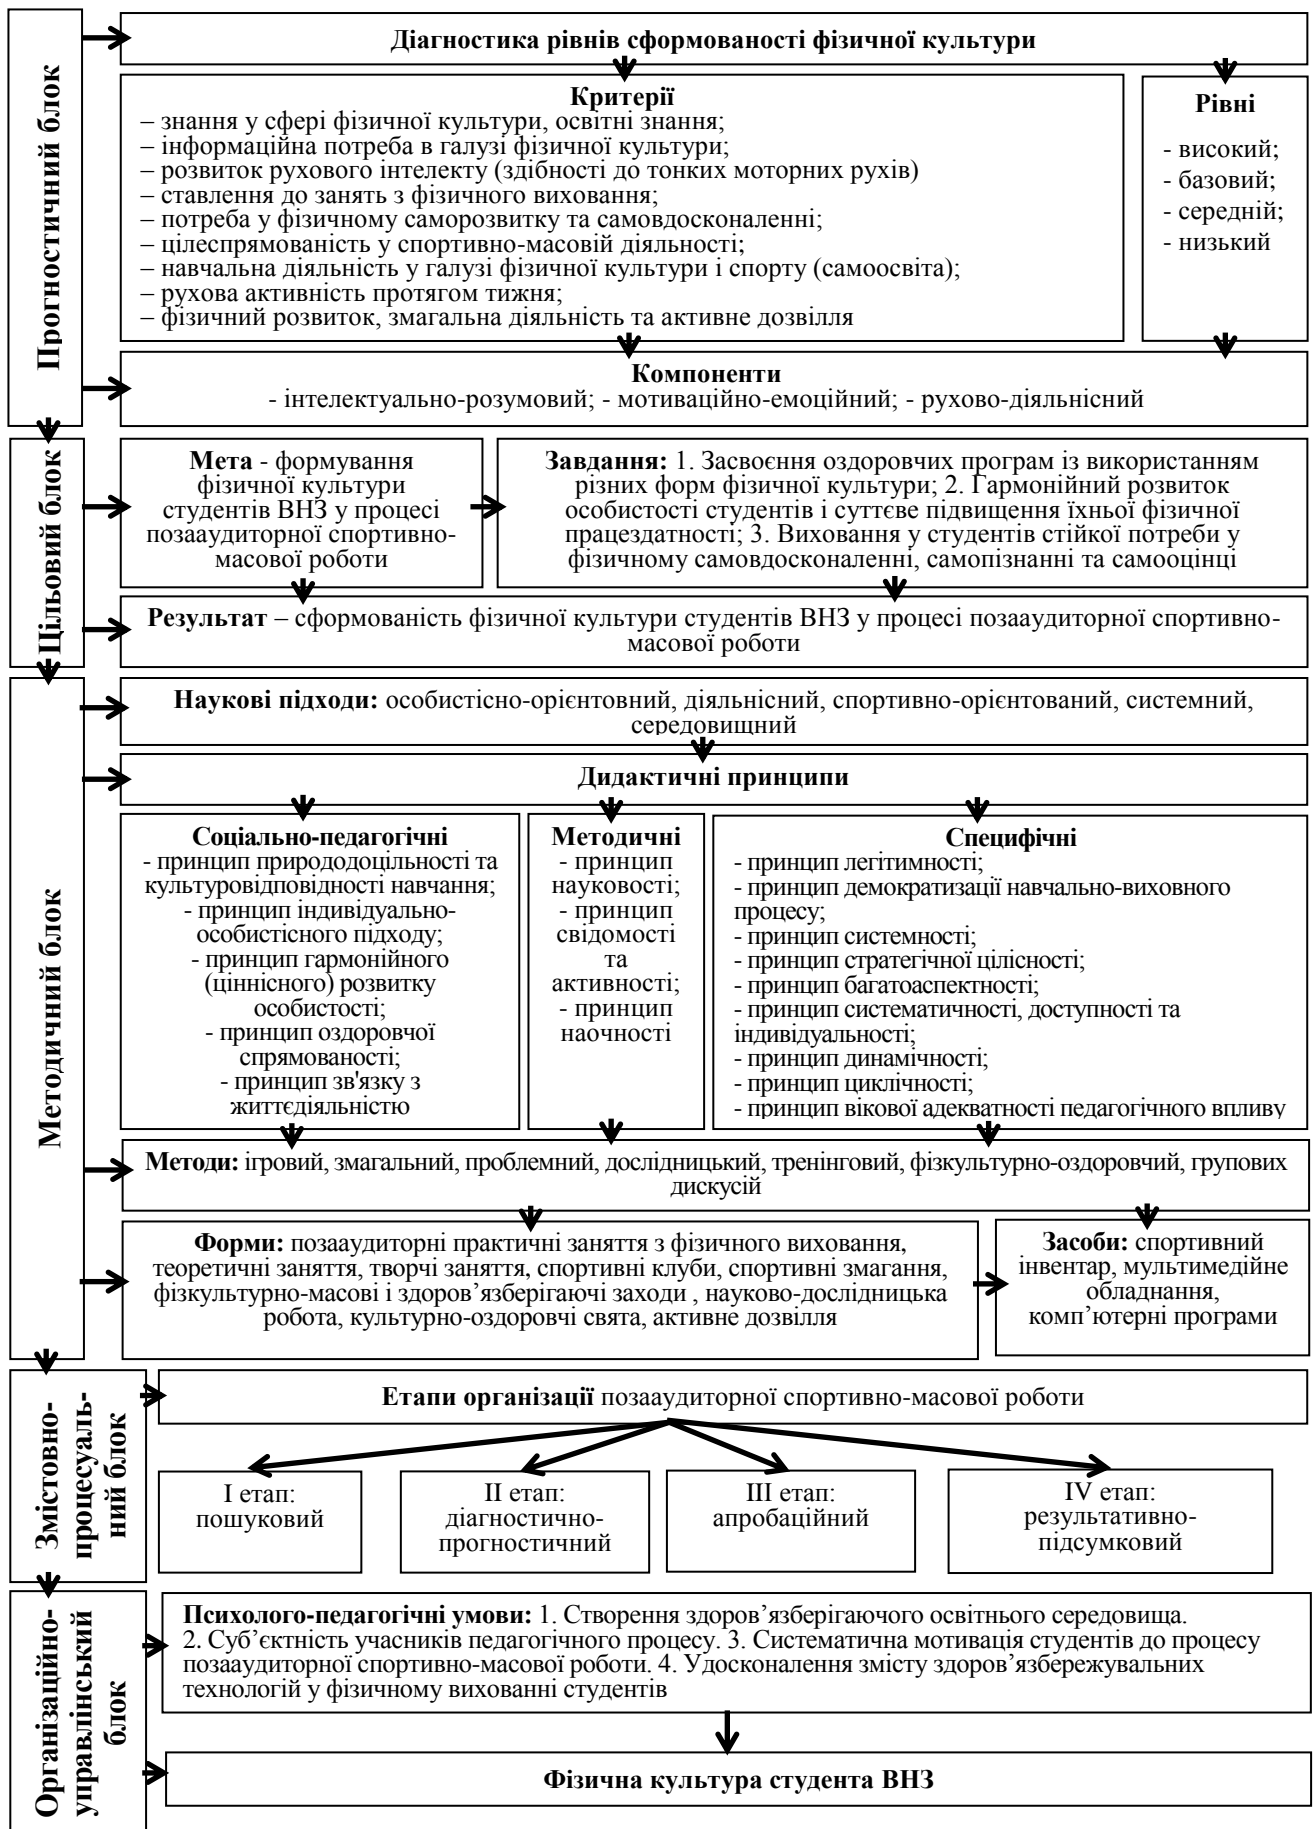 Прогностичний блок
Діагностика рівнів сформованості фізичної культури
Критерії
– знання у сфері фізичної культури, освітні знання;
– інформаційна потреба в галузі фізичної культури;
– розвиток рухового інтелекту (здібності до тонких моторних рухів)
– ставлення до занять з фізичного виховання;
– потреба у фізичному саморозвитку та самовдосконаленні;
– цілеспрямованість у спортивно-масовій діяльності;
– навчальна діяльність у галузі фізичної культури і спорту (самоосвіта);
– рухова активність протягом тижня;
– фізичний розвиток, змагальна діяльність та активне дозвілля
Рівні
- високий;
- базовий;
- середній;
- низький
Компоненти
- інтелектуально-розумовий; - мотиваційно-емоційний; - рухово-діяльнісний
Цільовий блок
Мета - формування
фізичної культури
студентів ВНЗ у процесі
позааудиторної спортивно-
масової роботи
Завдання: 1. Засвоєння оздоровчих програм із використанням
різних форм фізичної культури; 2. Гармонійний розвиток
особистості студентів і суттєве підвищення їхньої фізичної
працездатності; 3. Виховання у студентів стійкої потреби у
фізичному самовдосконаленні, самопізнанні та самооцінці
Результат – сформованість фізичної культури студентів ВНЗ у процесі позааудиторної спортивно-
масової роботи
Методичний блок
Наукові підходи: особистісно-орієнтовний, діяльнісний, спортивно-орієнтований, системний,
середовищний
Дидактичні принципи
Соціально-педагогічні
- принцип природодоцільності та
культуровідповідності навчання;
- принцип індивідуально-
особистісного підходу;
- принцип гармонійного
(ціннісного) розвитку
особистості;
- принцип оздоровчої
спрямованості;
- принцип зв'язку з
життєдіяльністю
Методичні
- принцип
науковості;
- принцип
свідомості
та
активності;
- принцип
наочності
Специфічні
- принцип легітимності;
- принцип демократизації навчально-виховного
процесу;
- принцип системності;
- принцип стратегічної цілісності;
- принцип багатоаспектності;
- принцип систематичності, доступності та
індивідуальності;
- принцип динамічності;
- принцип циклічності;
- принцип вікової адекватності педагогічного впливу
Методи: ігровий, змагальний, проблемний, дослідницький, тренінговий, фізкультурно-оздоровчий, групових
дискусій
Форми: позааудиторні практичні заняття з фізичного виховання,
теоретичні заняття, творчі заняття, спортивні клуби, спортивні змагання,
фізкультурно-масові і здоров’язберігаючі заходи , науково-дослідницька
робота, культурно-оздоровчі свята, активне дозвілля
Засоби: спортивний
інвентар, мультимедійне
обладнання,
комп’ютерні програми
Змістовно-
процесуаль-
ний блок
Етапи організації позааудиторної спортивно-масової роботи
І етап:
пошуковий
ІІ етап:
діагностично-
прогностичний
ІІІ етап:
апробаційний
IV етап:
результативно-
підсумковий
Організаційно-
управлінський
блок
Психолого-педагогічні умови: 1. Створення здоров’язберігаючого освітнього середовища.
2. Суб’єктність учасників педагогічного процесу. 3. Систематична мотивація студентів до процесу
позааудиторної спортивно-масової роботи. 4. Удосконалення змісту здоров’язбережувальних
технологій у фізичному вихованні студентів
Фізична культура студента ВНЗ